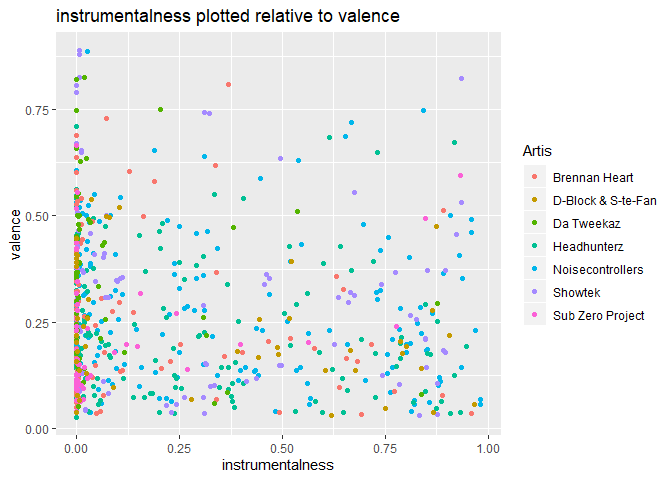 instrumentalness plotted relative to valence
valence
0.75
0.50
0.25
0.00
0.00 0.25 0.50 0.75 1.00
instrumentalness
Artis
Brennan Heart
D-Block & S-te-Fan
Da Tweekaz
Headhunterz
Noisecontrollers
Showtek
Sub Zero Project